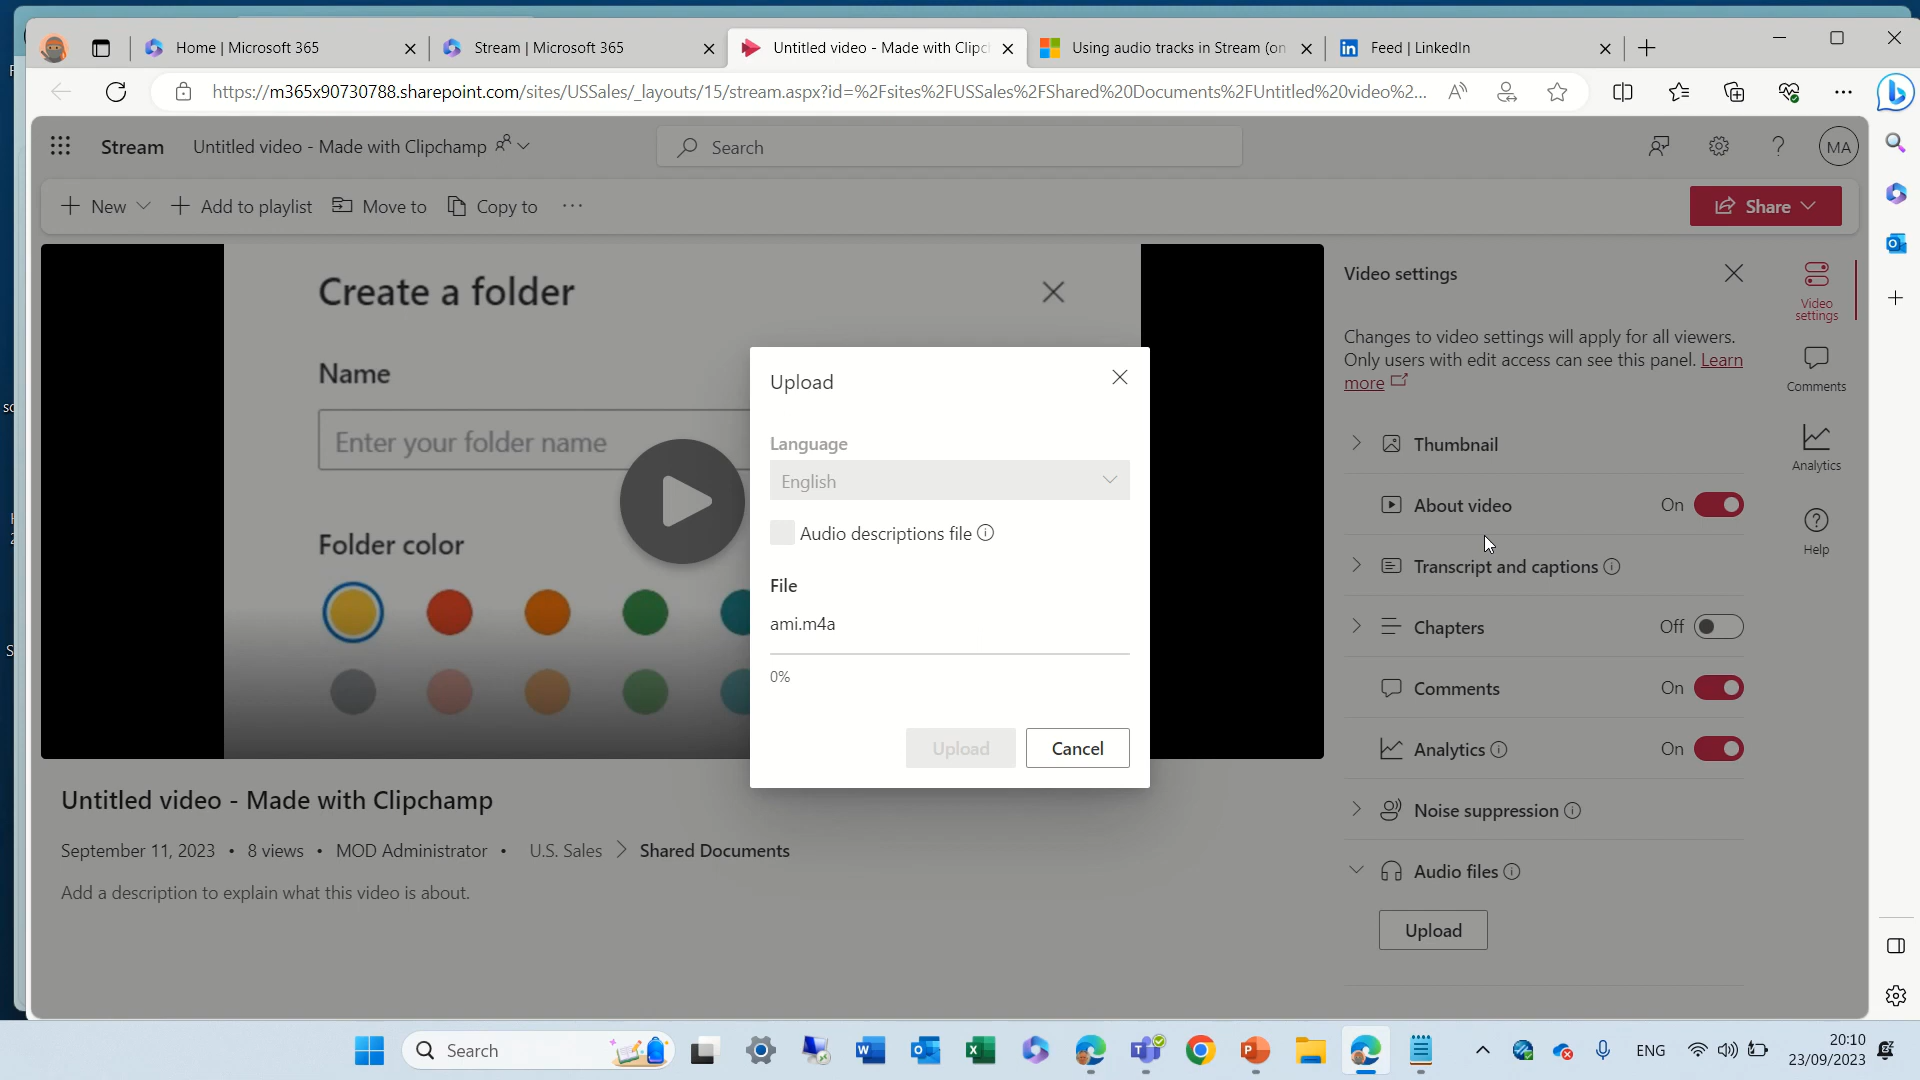 Home | Microsoft 365
Stream | Microsoft 365
Untitled video - Made with Clipc
Using audio tracks in Stream (on
Feed | LinkedIn
https://m365x90730788.sharepoint.com/sites/USSales/_layouts/15/stream.aspx?id=%2Fsites%2FUSSales%2FShared%20Documents%2FUntitled%20video%2...
Stream
Untitled video - Made with Clipchamp
Search
MA
New
Add to playlist
Move to
Copy to
Share
Create a folder
Name
Enter your folder name
Folder color
Upload
Language
English
Audio descriptions file
File
ami.m4a
0%
Upload
Cancel
Video settings
Changes to video settings will apply for all viewers.
Only users with edit access can see this panel. Learn
more
Thumbnail
About video On
Transcript and captions
Chapters Off
Comments On
Analytics On
Noise suppression
Audio files
Upload
Video
settings
Comments
Analytics
Help
Untitled video - Made with Clipchamp
September 11, 2023 • 8 views • MOD Administrator • U.S. Sales > Shared Documents
Add a description to explain what this video is about.
Search
ENG
20:10
23/09/2023